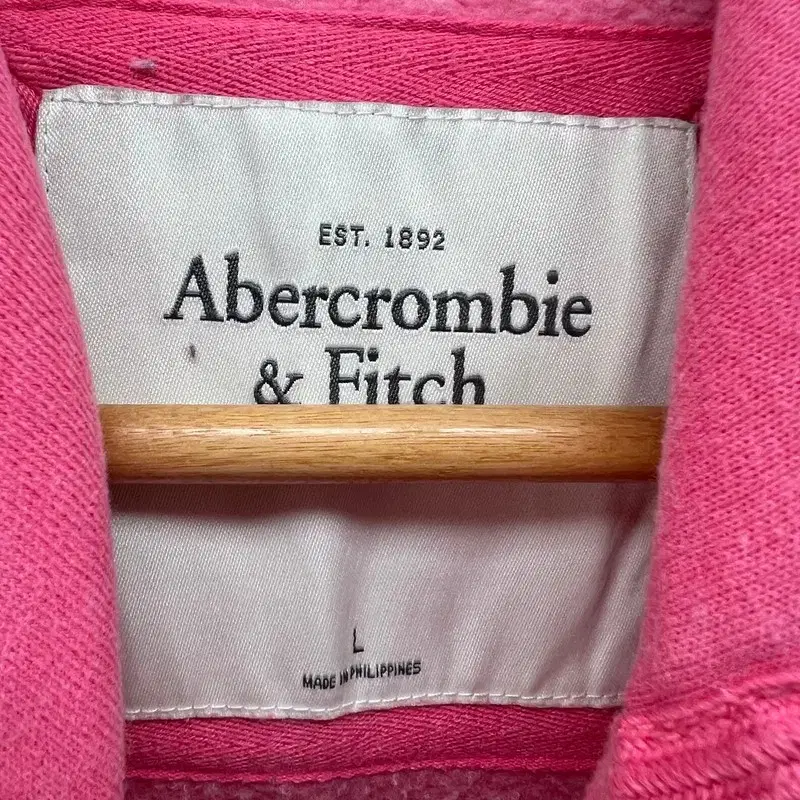 EST. 1892
Abercrombie
& Fitch
L
MADE IN PHILIPPINES